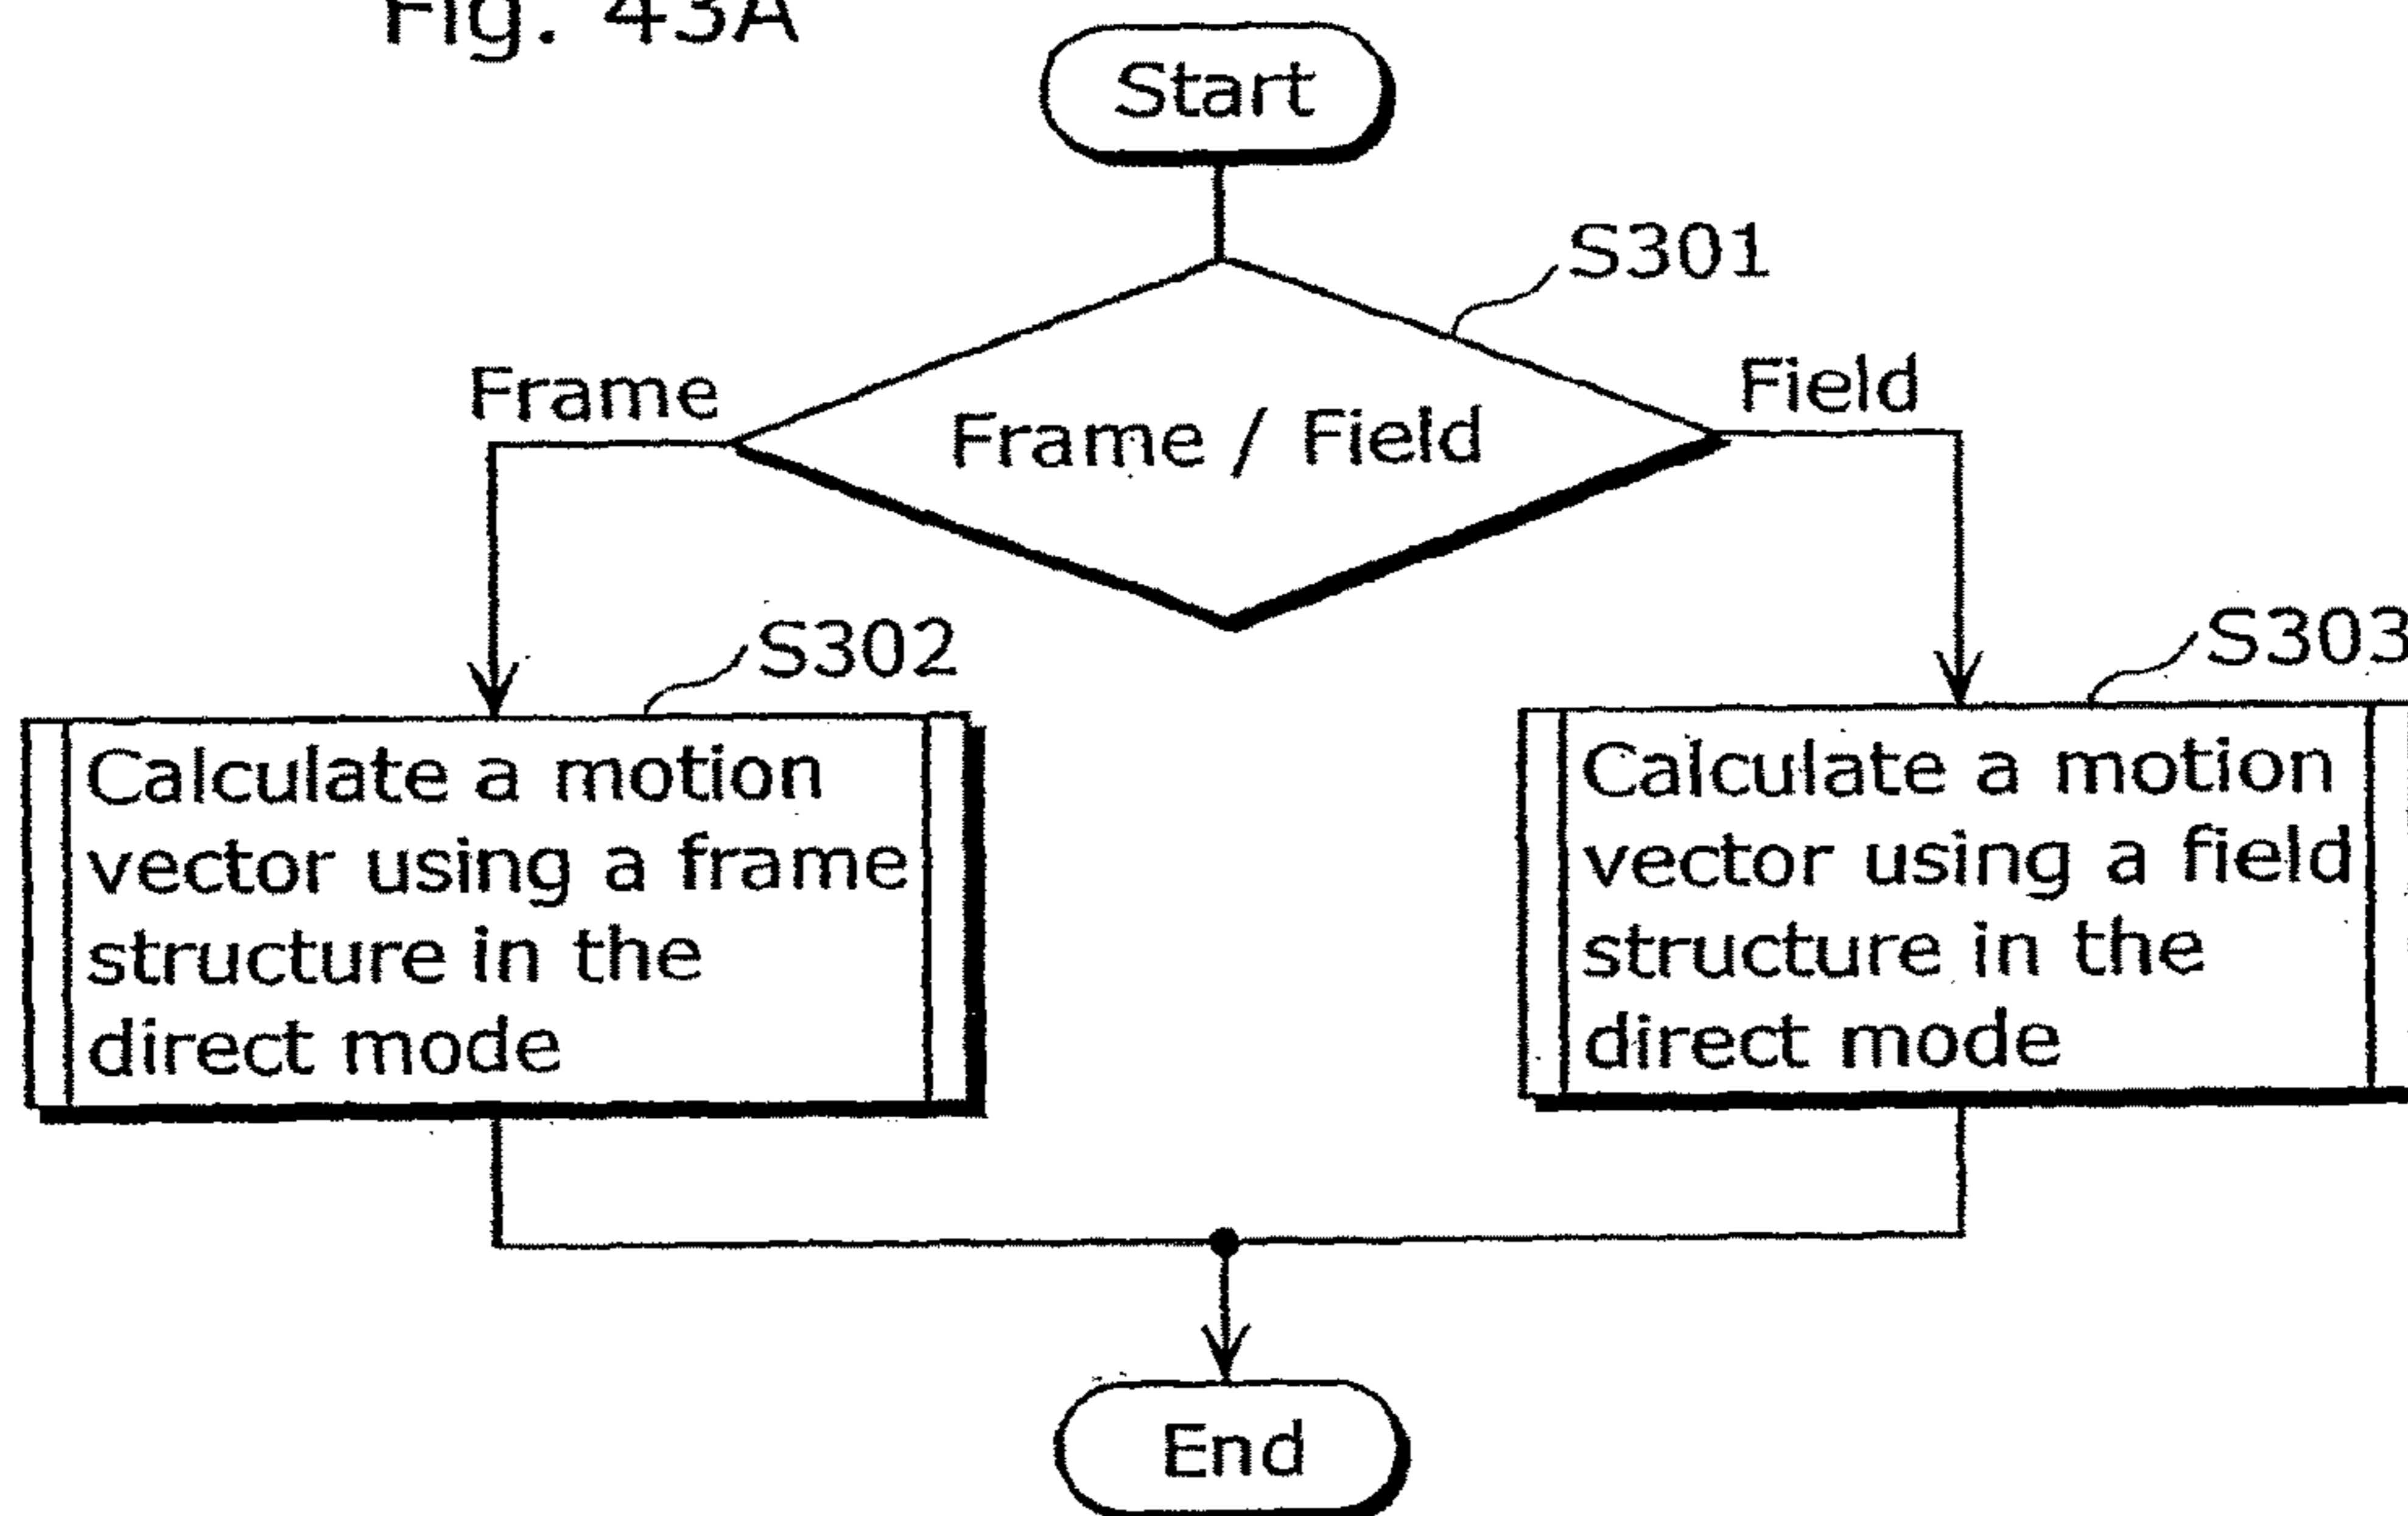 Fig. 43A
Start
S301
Frame
Frame / Field
Field
S302
S303
Calculate a motion
vector using a frame
structure in the
direct mode
Calculate a motion
vector using a field
structure in the
direct mode
End